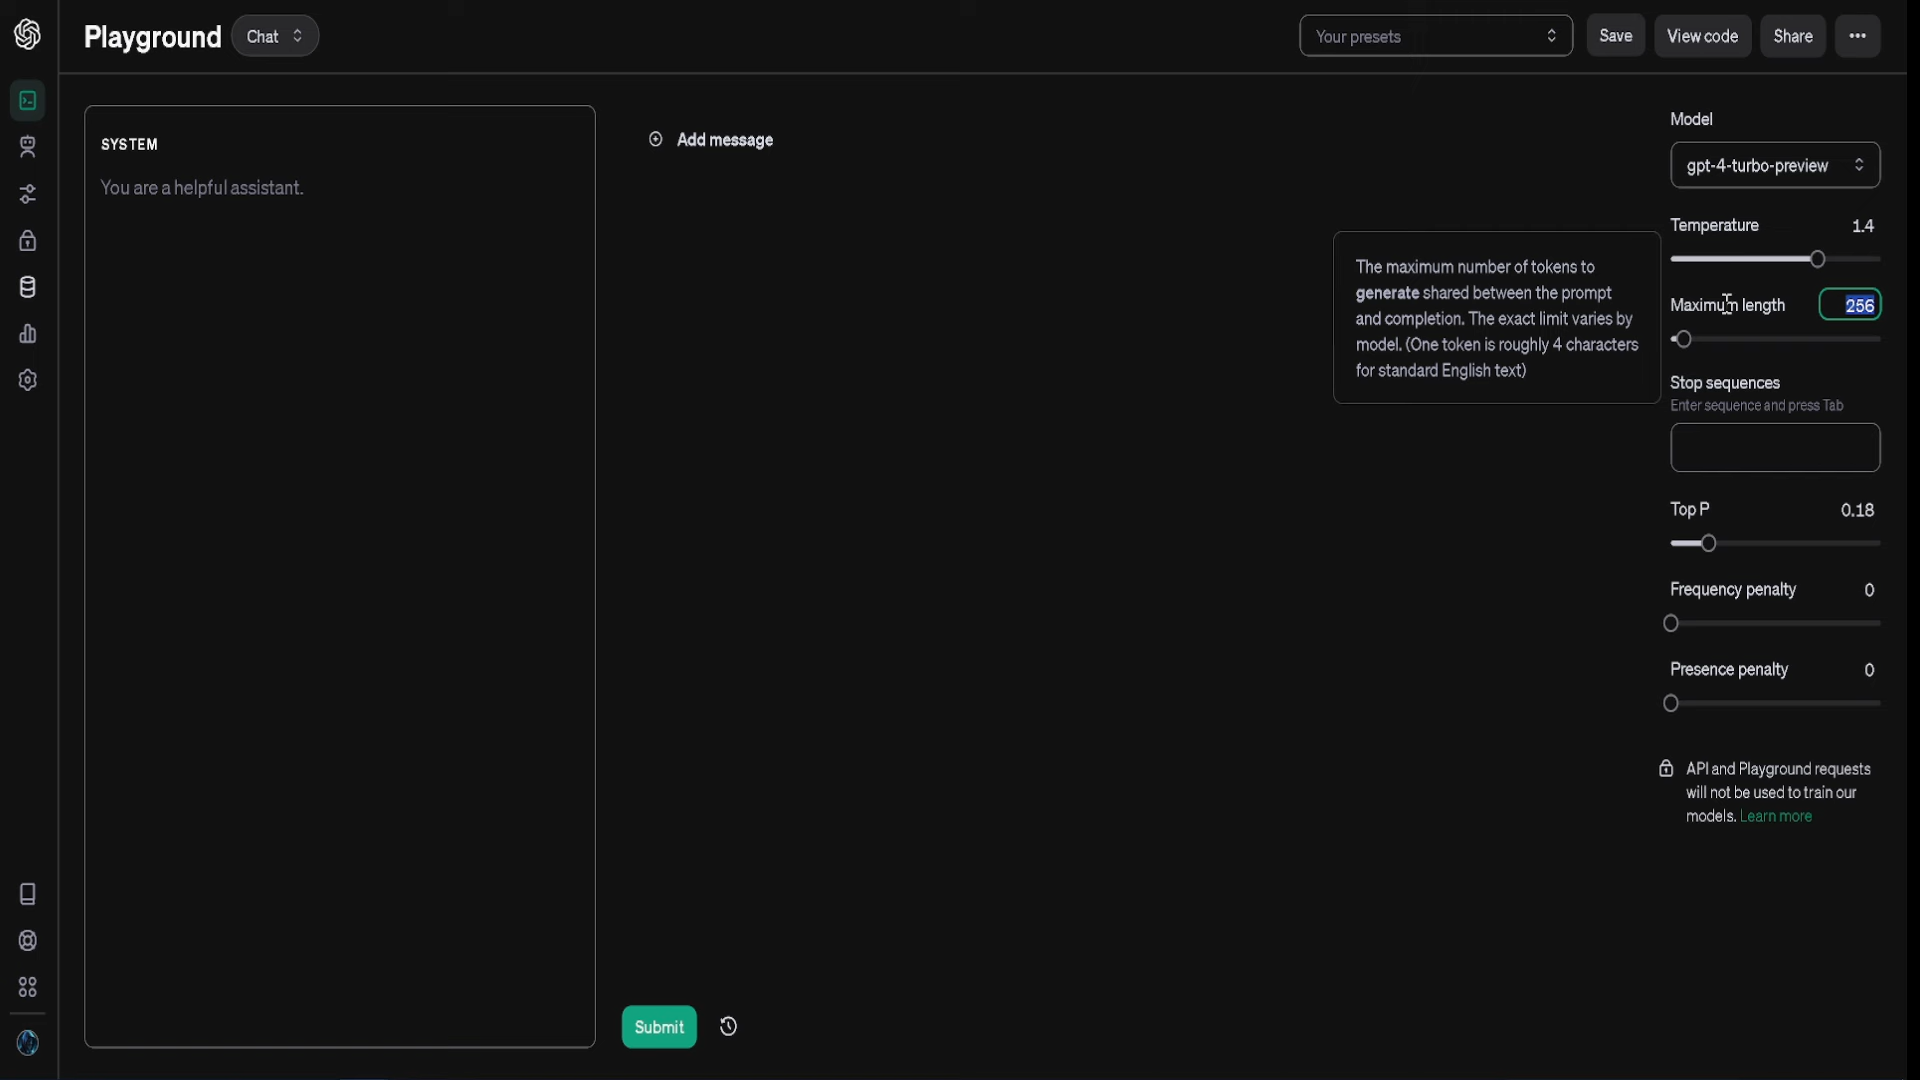 Playground
Chat
Your presets
Save
View code
Share
SYSTEM
You are a helpful assistant.
Add message
Submit
The maximum number of tokens to
generate shared between the prompt
and completion. The exact limit varies by
model. (One token is roughly 4 characters
for standard English text)
Model
gpt-4-turbo-preview
Temperature 1.4
Maximum length 256
Stop sequences
Enter sequence and press Tab
Top P 0.18
Frequency penalty 0
Presence penalty 0
API and Playground requests
will not be used to train our
models. Learn more